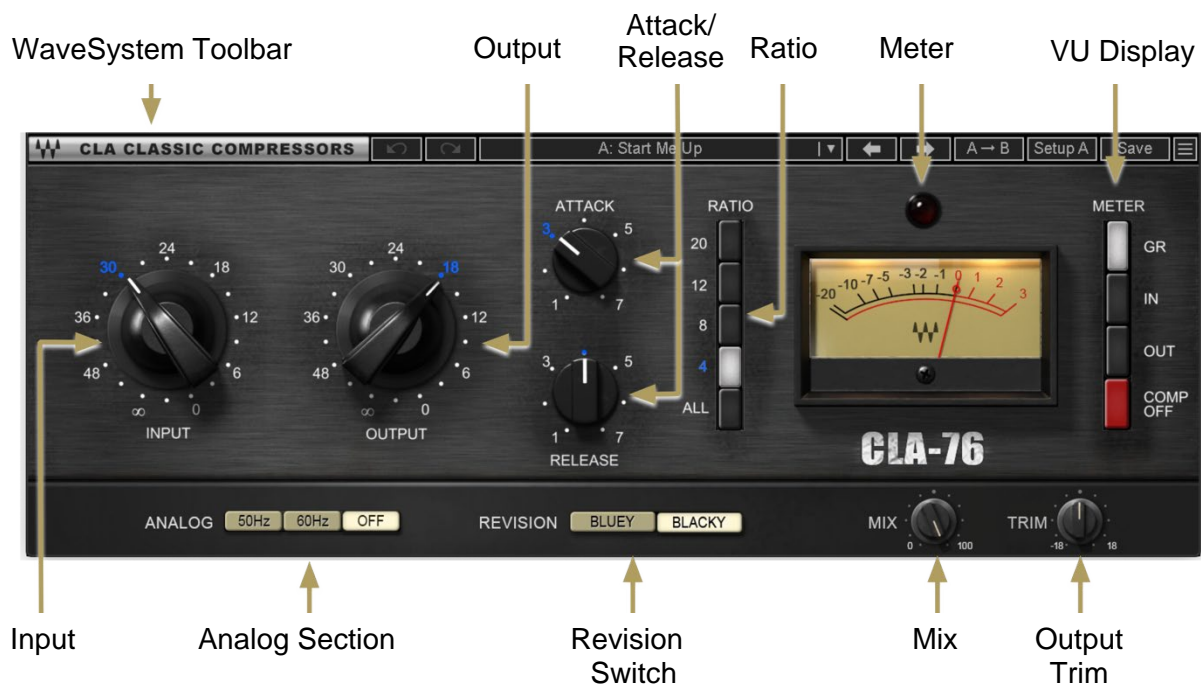 WaveSystem Toolbar
Output
Attack/
Release
Ratio
Meter
VU Display
CLA CLASSIC COMPRESSORS
A: Start Me Up
A→B
Setup A
Save
30
24
18
36
12
48
6
∞
0
INPUT
30
24
18
36
12
48
6
∞
0
OUTPUT
ATTACK
3
5
1
7
3
5
1
7
RELEASE
RATIO
20
12
8
4
ALL
-20
-10
-7
-5
-3
-2
-1
0
1
2
3
CLA-76
METER
GR
IN
OUT
COMP
OFF
ANALOG
50Hz
60Hz
OFF
REVISION
BLUEY
BLACKY
MIX
0
100
TRIM
-18
18
Input
Analog Section
Revision
Switch
Mix
Output
Trim